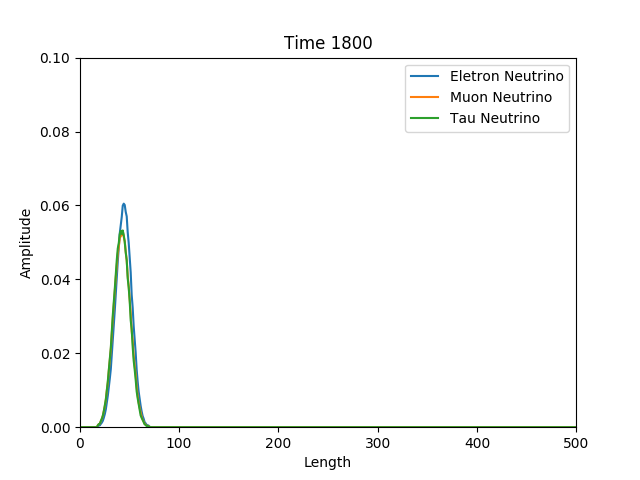 Time 1800
0.10
0.08
0.06
0.04
0.02
0.00
Amplitude
Eletron Neutrino
Muon Neutrino
Tau Neutrino
0 100 200 300 400 500
Length